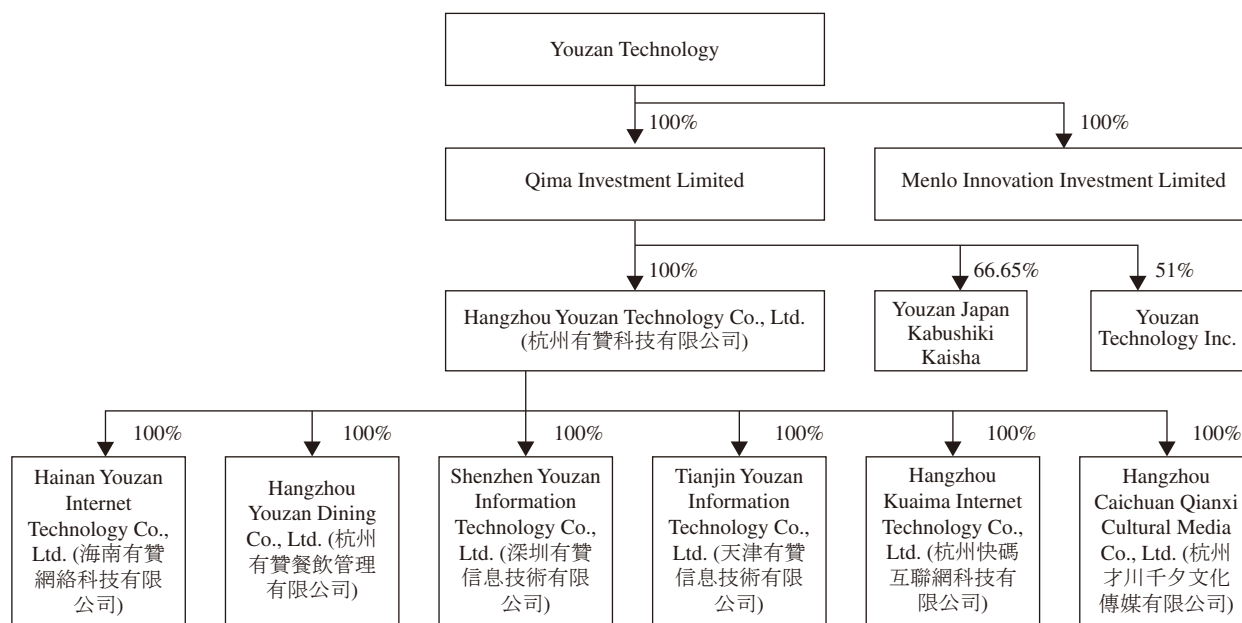 Youzan Technology
100%
100%
Qima Investment Limited
Menlo Innovation Investment Limited
100%
66.65%
51%
Hangzhou Youzan Technology Co., Ltd.
(杭州有贊科技有限公司)
Youzan Japan
Kabushiki
Kaisha
Youzan
Technology Inc.
100%
100%
100%
100%
100%
100%
Hainan Youzan
Internet
Technology Co.,
Ltd. (海南有贊
網絡科技有限
公司)
Hangzhou
Youzan Dining
Co., Ltd. (杭州
有贊餐飲管理
有限公司)
Shenzhen Youzan
Information
Technology Co.,
Ltd. (深圳有贊
信息技術有限
公司)
Tianjin Youzan
Information
Technology Co.,
Ltd. (天津有贊
信息技術有限
公司)
Hangzhou
Kuaima Internet
Technology Co.,
Ltd. (杭州快碼
互聯網科技有
限公司)
Hangzhou
Caichuan Qianxi
Cultural Media
Co., Ltd. (杭州
才川千夕文化
傳媒有限公司)